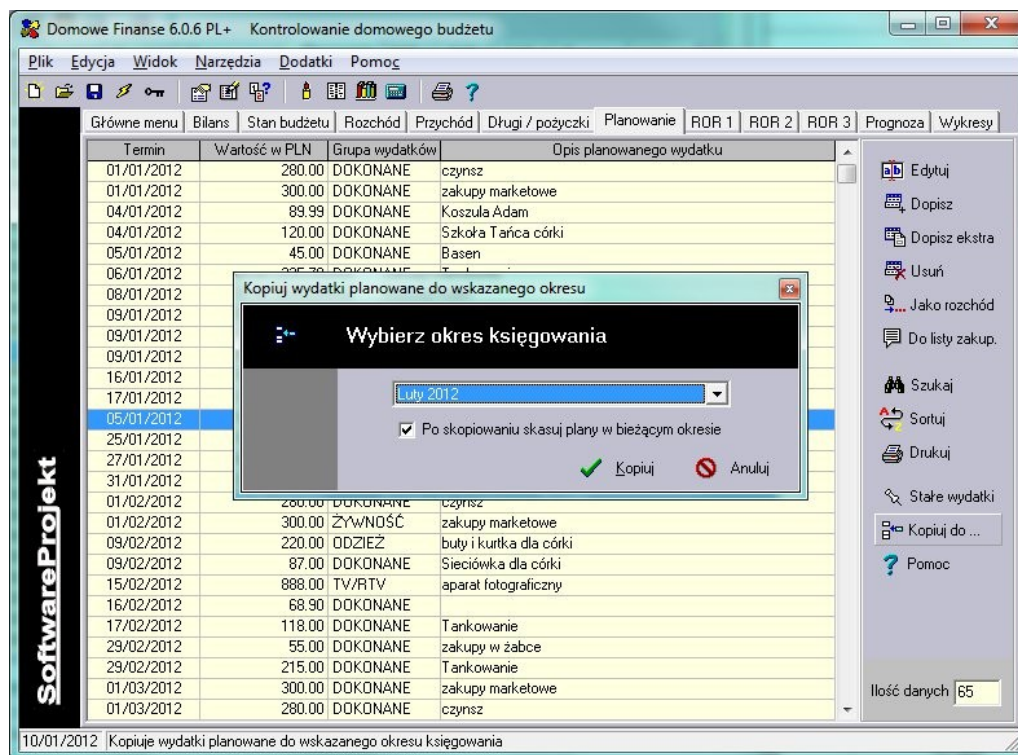 Domowe Finanse 6.0.6 PL+ Kontrolowanie domowego budżetu
Plik Edycja Widok Narzędzia Dodatki Pomoc
Główne menu Bilans Stan budżetu Rozchód Przychód Długi / pożyczki Planowanie ROR 1 ROR 2 ROR 3 Prognoza Wykresy
Termin Wartość w PLN Grupa wydatków Opis planowanego wydatku
01/01/2012 280.00 DOKONANE czynsz
01/01/2012 300.00 DOKONANE zakupy marketowe
04/01/2012 89.99 DOKONANE Koszula Adam
04/01/2012 120.00 DOKONANE Szkoła Tańca córki
05/01/2012 45.00 DOKONANE Basen
06/01/2012 DOKONANE
08/01/2012
09/01/2012
09/01/2012
09/01/2012
16/01/2012
17/01/2012
05/01/2012
25/01/2012
27/01/2012
31/01/2012
01/02/2012 280.00 DOKONANE czynsz
01/02/2012 300.00 ŻYWNOŚĆ zakupy marketowe
09/02/2012 220.00 ODZIEŻ buty i kurtka dla córki
09/02/2012 87.00 DOKONANE Sieciówka dla córki
15/02/2012 888.00 TV/RTV aparat fotograficzny
16/02/2012 68.90 DOKONANE
17/02/2012 118.00 DOKONANE Tankowanie
29/02/2012 55.00 DOKONANE zakupy w żabce
29/02/2012 215.00 DOKONANE Tankowanie
01/03/2012 300.00 DOKONANE zakupy marketowe
01/03/2012 280.00 DOKONANE czynsz
Kopiuj wydatki planowane do wskazanego okresu
Wybierz okres księgowania
Luty 2012
Po skopiowaniu skasuj plany w bieżącym okresie
Kopiuj Anuluj
Edytuj
Dopisz
Dopisz ekstra
Usuń
Jako rozchód
Do listy zakup.
Szukaj
Sortuj
Drukuj
Stałe wydatki
Kopiuj do ...
Pomoc
Ilość danych 65
SoftwareProjekt
10/01/2012 Kopiuje wydatki planowane do wskazanego okresu księgowania